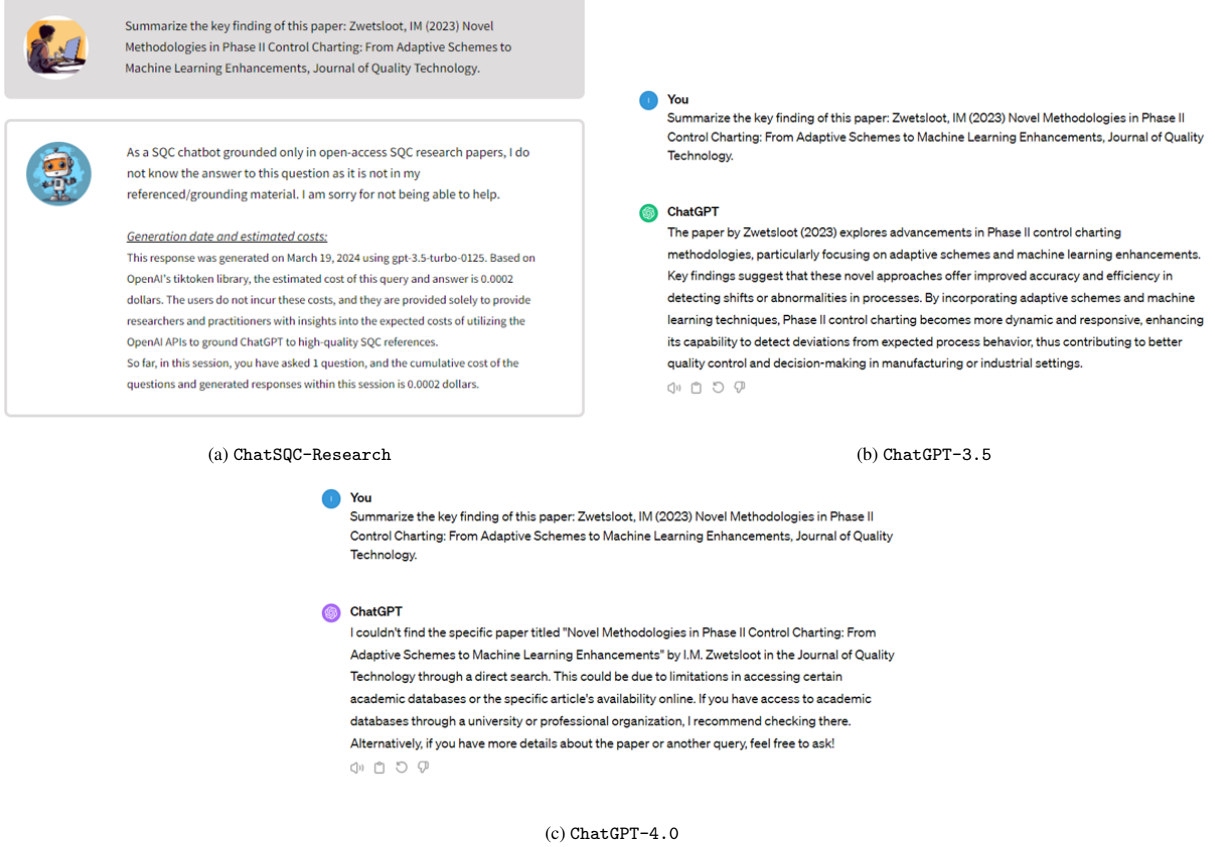 Summarize the key finding of this paper: Zwetsloot, IM (2023) Novel
Methodologies in Phase II Control Charting: From Adaptive Schemes to
Machine Learning Enhancements, Journal of Quality Technology.
As a SQC chatbot grounded only in open-access SQC research papers, I do
not know the answer to this question as it is not in my
referenced/grounding material. I am sorry for not being able to help.
Generation date and estimated costs:
This response was generated on March 19, 2024 using gpt-3.5-turbo-0125. Based on
OpenAI's tiktoken library, the estimated cost of this query and answer is 0.0002
dollars. The users do not incur these costs, and they are provided solely to provide
researchers and practitioners with insights into the expected costs of utilizing the
OpenAI APIs to ground ChatGPT to high-quality SQC references.
So far, in this session, you have asked 1 question, and the cumulative cost of the
questions and generated responses within this session is 0.0002 dollars.
(a) ChatSQC-Research
You
Summarize the key finding of this paper: Zwetsloot, IM (2023) Novel Methodologies in Phase II
Control Charting: From Adaptive Schemes to Machine Learning Enhancements, Journal of Quality
Technology.
ChatGPT
The paper by Zwetsloot (2023) explores advancements in Phase II control charting
methodologies, particularly focusing on adaptive schemes and machine learning enhancements.
Key findings suggest that these novel approaches offer improved accuracy and efficiency in
detecting shifts or abnormalities in processes. By incorporating adaptive schemes and machine
learning techniques, Phase II control charting becomes more dynamic and responsive, enhancing
its capability to detect deviations from expected process behavior, thus contributing to better
quality control and decision-making in manufacturing or industrial settings.
(b) ChatGPT-3.5
You
Summarize the key finding of this paper: Zwetsloot, IM (2023) Novel Methodologies in Phase II
Control Charting: From Adaptive Schemes to Machine Learning Enhancements, Journal of Quality
Technology.
ChatGPT
I couldn't find the specific paper titled "Novel Methodologies in Phase II Control Charting: From
Adaptive Schemes to Machine Learning Enhancements" by I.M. Zwetsloot in the Journal of Quality
Technology through a direct search. This could be due to limitations in accessing certain
academic databases or the specific article's availability online. If you have access to academic
databases through a university or professional organization, I recommend checking there.
Alternatively, if you have more details about the paper or another query, feel free to ask!
(c) ChatGPT-4.0